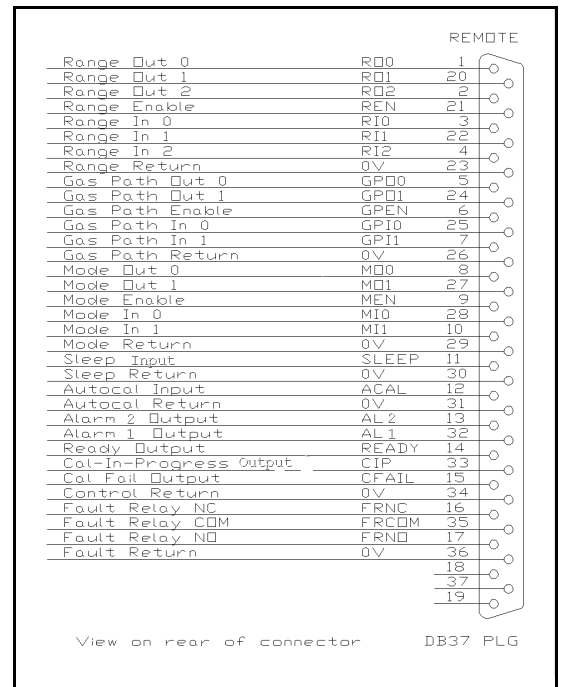 REMOTE
Range Out 0 RO0 1
Range Out 1 RO1 20
Range Out 2 RO2 2
Range Enable REN 21
Range In 0 RI0 3
Range In 1 RI1 22
Range In 2 RI2 4
Range Return 0V 23
Gas Path Out 0 GPO0 5
Gas Path Out 1 GPO1 24
Gas Path Enable GPEN 6
Gas Path In 0 GPI0 25
Gas Path In 1 GPI1 7
Gas Path Return 0V 26
Mode Out 0 MO0 8
Mode Out 1 MO1 27
Mode Enable MEN 9
Mode In 0 MI0 28
Mode In 1 MI1 10
Mode Return 0V 29
Sleep Input SLEEP 11
Sleep Return 0V 30
Autocal Input ACAL 12
Autocal Return 0V 31
Alarm 2 Output AL2 13
Alarm 1 Output AL1 32
Ready Output READY 14
Cal-In-Progress Output CIP 33
Cal Fail Output CFAIL 15
Control Return 0V 34
Fault Relay NC FRNC 16
Fault Relay COM FRCOM 35
Fault Relay NO FRNO 17
Fault Return 0V 36
18
37
19
View on rear of connector DB37 PLG